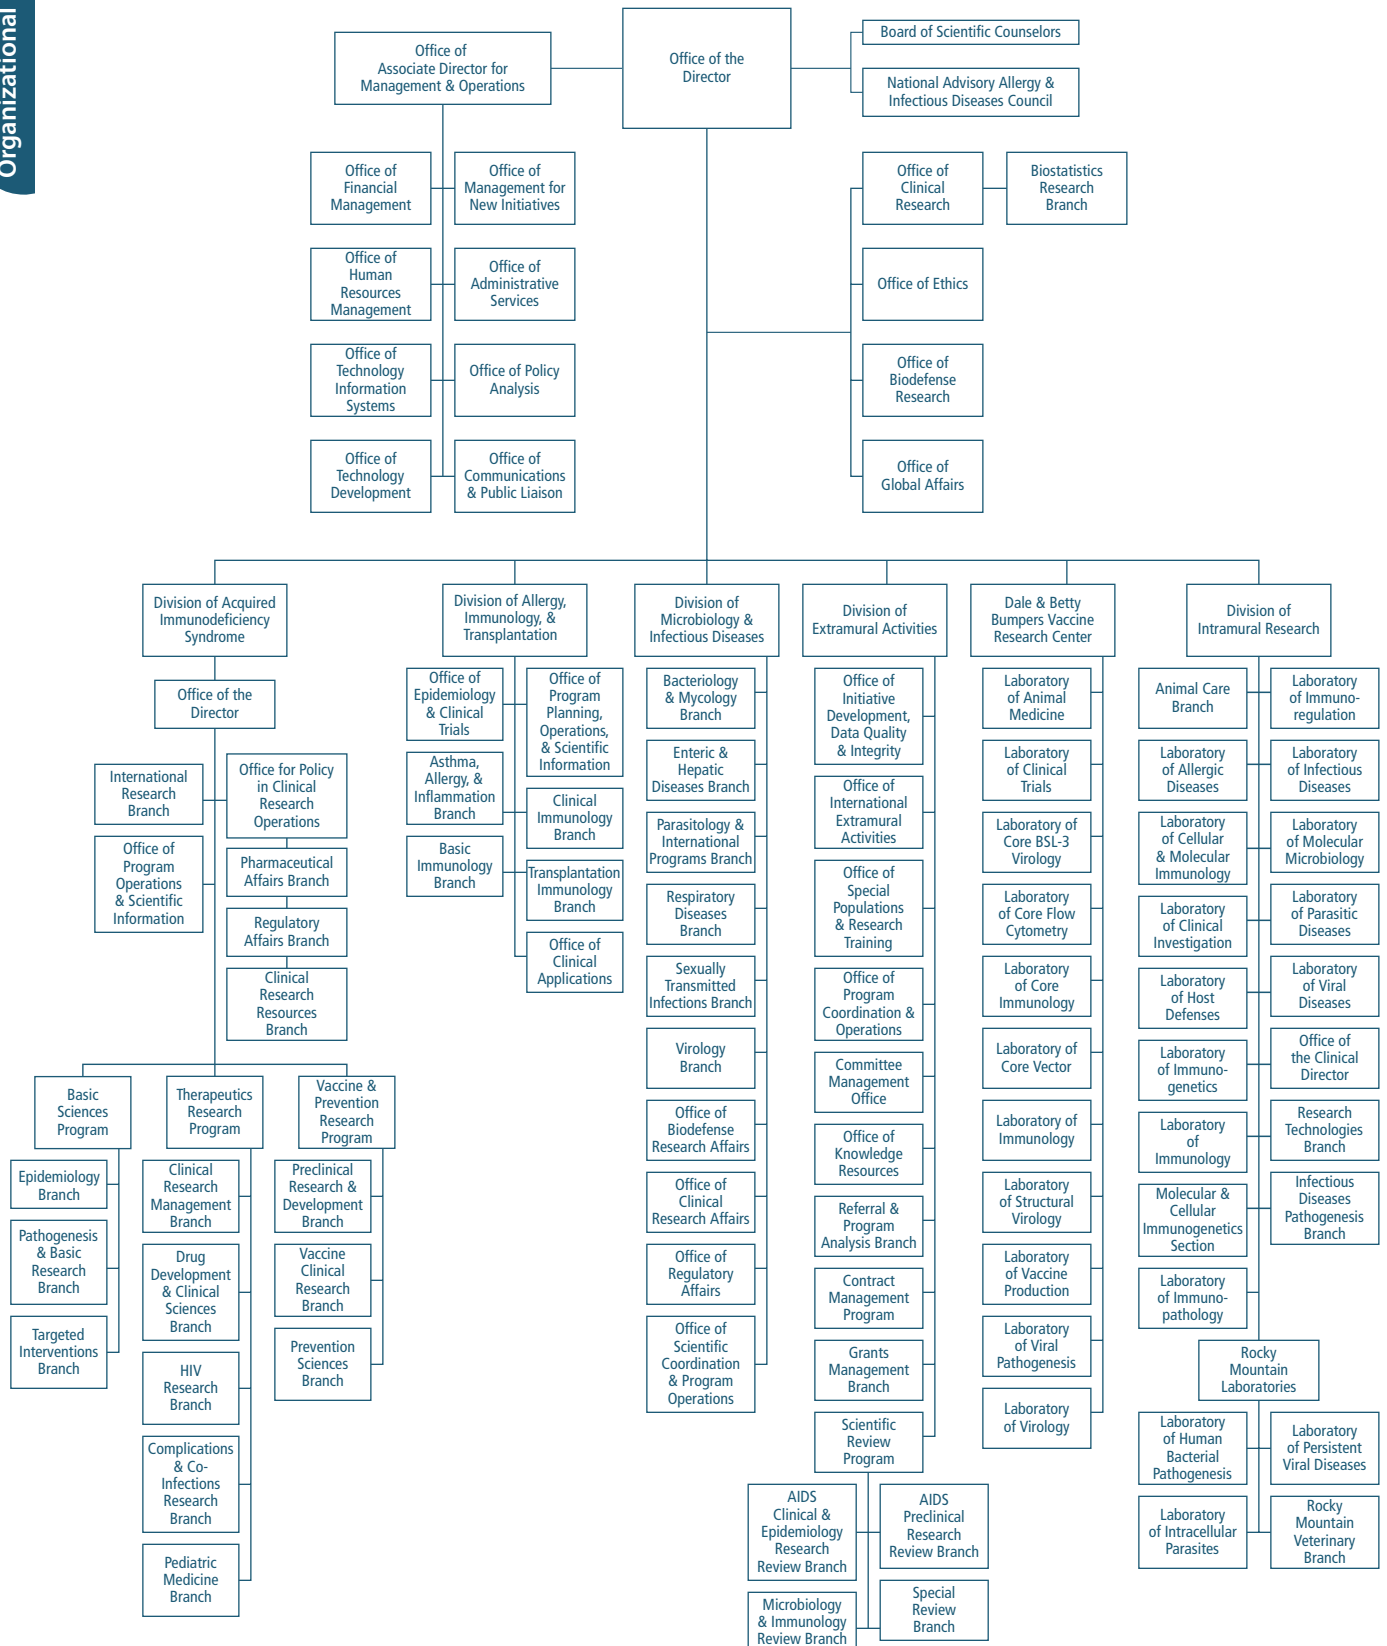 Organizational
Office of
Associate Director for
Management & Operations
Office of the
Director
Board of Scientific Counselors
National Advisory Allergy &
Infectious Diseases Council
Office of
Financial
Management
Office of
Management for
New Initiatives
Office of
Human
Resources
Management
Office of
Administrative
Services
Office of
Technology
Information
Systems
Office of Policy
Analysis
Office of
Technology
Development
Office of
Communications
& Public Liaison
Office of
Clinical
Research
Biostatistics
Research
Branch
Office of Ethics
Office of
Biodefense
Research
Office of
Global Affairs
Division of Acquired
Immunodeficiency
Syndrome
Office of the
Director
International
Research
Branch
Office for Policy
in Clinical
Research
Operations
Office of
Program
Operations
& Scientific
Information
Pharmaceutical
Affairs Branch
Regulatory
Affairs Branch
Clinical
Research
Resources
Branch
Basic
Sciences
Program
Epidemiology
Branch
Pathogenesis
& Basic
Research
Branch
Targeted
Interventions
Branch
Therapeutics
Research
Program
Clinical
Research
Management
Branch
Drug
Development
& Clinical
Sciences
Branch
HIV
Research
Branch
Complications
& Co-
Infections
Research
Branch
Pediatric
Medicine
Branch
Vaccine &
Prevention
Research
Program
Preclinical
Research &
Development
Branch
Vaccine
Clinical
Research
Branch
Prevention
Sciences
Branch
Division of Allergy,
Immunology, &
Transplantation
Office of
Epidemiology
& Clinical
Trials
Office of
Program
Planning,
Operations,
& Scientific
Information
Asthma,
Allergy, &
Inflammation
Branch
Clinical
Immunology
Branch
Basic
Immunology
Branch
Transplantation
Immunology
Branch
Office of
Clinical
Applications
Division of
Microbiology &
Infectious Diseases
Bacteriology
& Mycology
Branch
Enteric &
Hepatic
Diseases Branch
Parasitology &
International
Programs Branch
Respiratory
Diseases
Branch
Sexually
Transmitted
Infections Branch
Virology
Branch
Office of
Biodefense
Research Affairs
Office of
Clinical
Research Affairs
Office of
Regulatory
Affairs
Office of
Scientific
Coordination
& Program
Operations
Division of
Extramural Activities
Office of
Initiative
Development,
Data Quality
& Integrity
Office of
International
Extramural
Activities
Office of
Special
Populations
& Research
Training
Office of
Program
Coordination &
Operations
Committee
Management
Office
Office of
Knowledge
Resources
Referral &
Program
Analysis Branch
Contract
Management
Program
Grants
Management
Branch
Scientific
Review
Program
AIDS
Clinical &
Epidemiology
Research
Review Branch
AIDS
Preclinical
Research
Review Branch
Microbiology
& Immunology
Review Branch
Special
Review
Branch
Dale & Betty
Bumpers Vaccine
Research Center
Laboratory
of Animal
Medicine
Laboratory
of Clinical
Trials
Laboratory of
Core BSL-3
Virology
Laboratory
of Core Flow
Cytometry
Laboratory
of Core
Immunology
Laboratory of
Core Vector
Laboratory of
Immunology
Laboratory
of Structural
Virology
Laboratory
of Vaccine
Production
Laboratory
of Viral
Pathogenesis
Laboratory
of Virology
Division of
Intramural Research
Animal Care
Branch
Laboratory
of Immuno-
regulation
Laboratory
of Allergic
Diseases
Laboratory
of Infectious
Diseases
Laboratory
of Cellular
& Molecular
Immunology
Laboratory
of Molecular
Microbiology
Laboratory
of Clinical
Investigation
Laboratory
of Parasitic
Diseases
Laboratory
of Host
Defenses
Laboratory
of Viral
Diseases
Laboratory
of Immuno-
genetics
Office of
the Clinical
Director
Laboratory
of
Immunology
Research
Technologies
Branch
Molecular &
Cellular
Immunogenetics
Section
Infectious
Diseases
Pathogenesis
Branch
Laboratory
of Immuno-
pathology
Rocky
Mountain
Laboratories
Laboratory
of Human
Bacterial
Pathogenesis
Laboratory
of Persistent
Viral Diseases
Laboratory
of Intracellular
Parasites
Rocky
Mountain
Veterinary
Branch